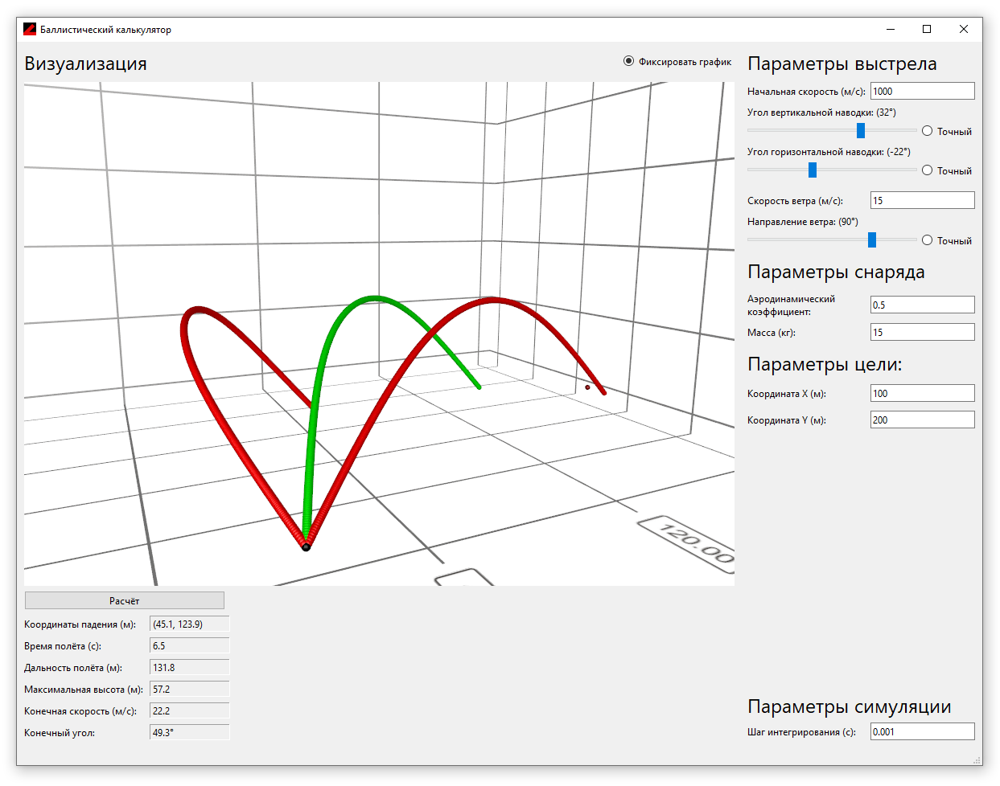 Баллистический калькулятор
Визуализация
Фиксировать график
120.00
Расчёт
Координаты падения (м): (45.1, 123.9)
Время полёта (с): 6.5
Дальность полёта (м): 131.8
Максимальная высота (м): 57.2
Конечная скорость (м/с): 22.2
Конечный угол: 49.3°
Параметры выстрела
Начальная скорость (м/с): 1000
Угол вертикальной наводки: (32°)
Точный
Угол горизонтальной наводки: (-22°)
Точный
Скорость ветра (м/с): 15
Направление ветра: (90°)
Точный
Параметры снаряда
Аэродинамический
коэффициент: 0.5
Масса (кг): 15
Параметры цели:
Координата X (м): 100
Координата Y (м): 200
Параметры симуляции
Шаг интегрирования (с): 0.001